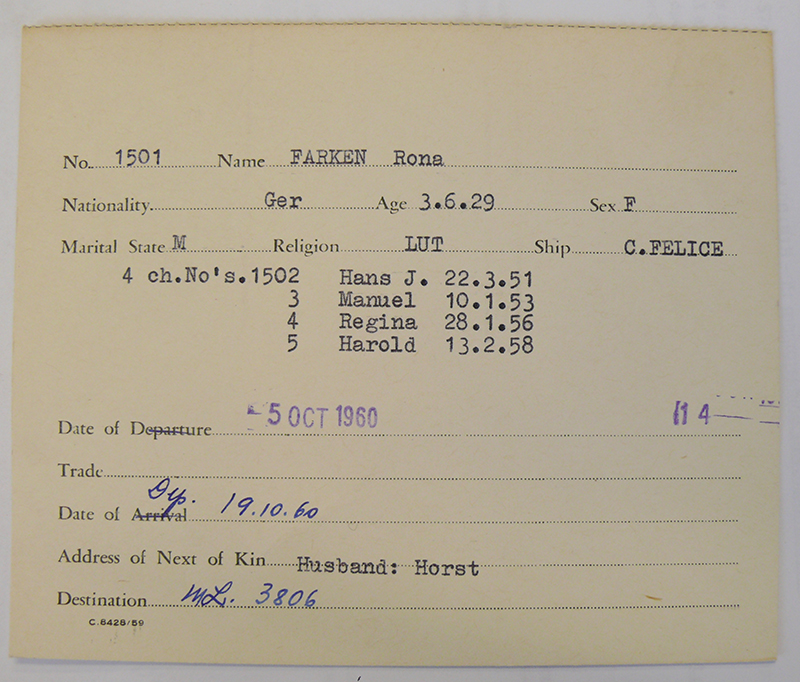 No. 1501 Name FARKEN Rona
Nationality. Ger Age 3.6.29 Sex F
Marital State M Religion LUT Ship C.FELICE
4 ch.No's.1502 Hans J. 22.3.51
3 Manuel 10.1.53
4 Regina 28.1.56
5 Harold 13.2.58
Date of Departure 5 OCT 1960 14
Trade
Dep.
Date of Arrival 19.10.60
Address of Next of Kin Husband: Horst
Destination ML. 3806
C.6428/59